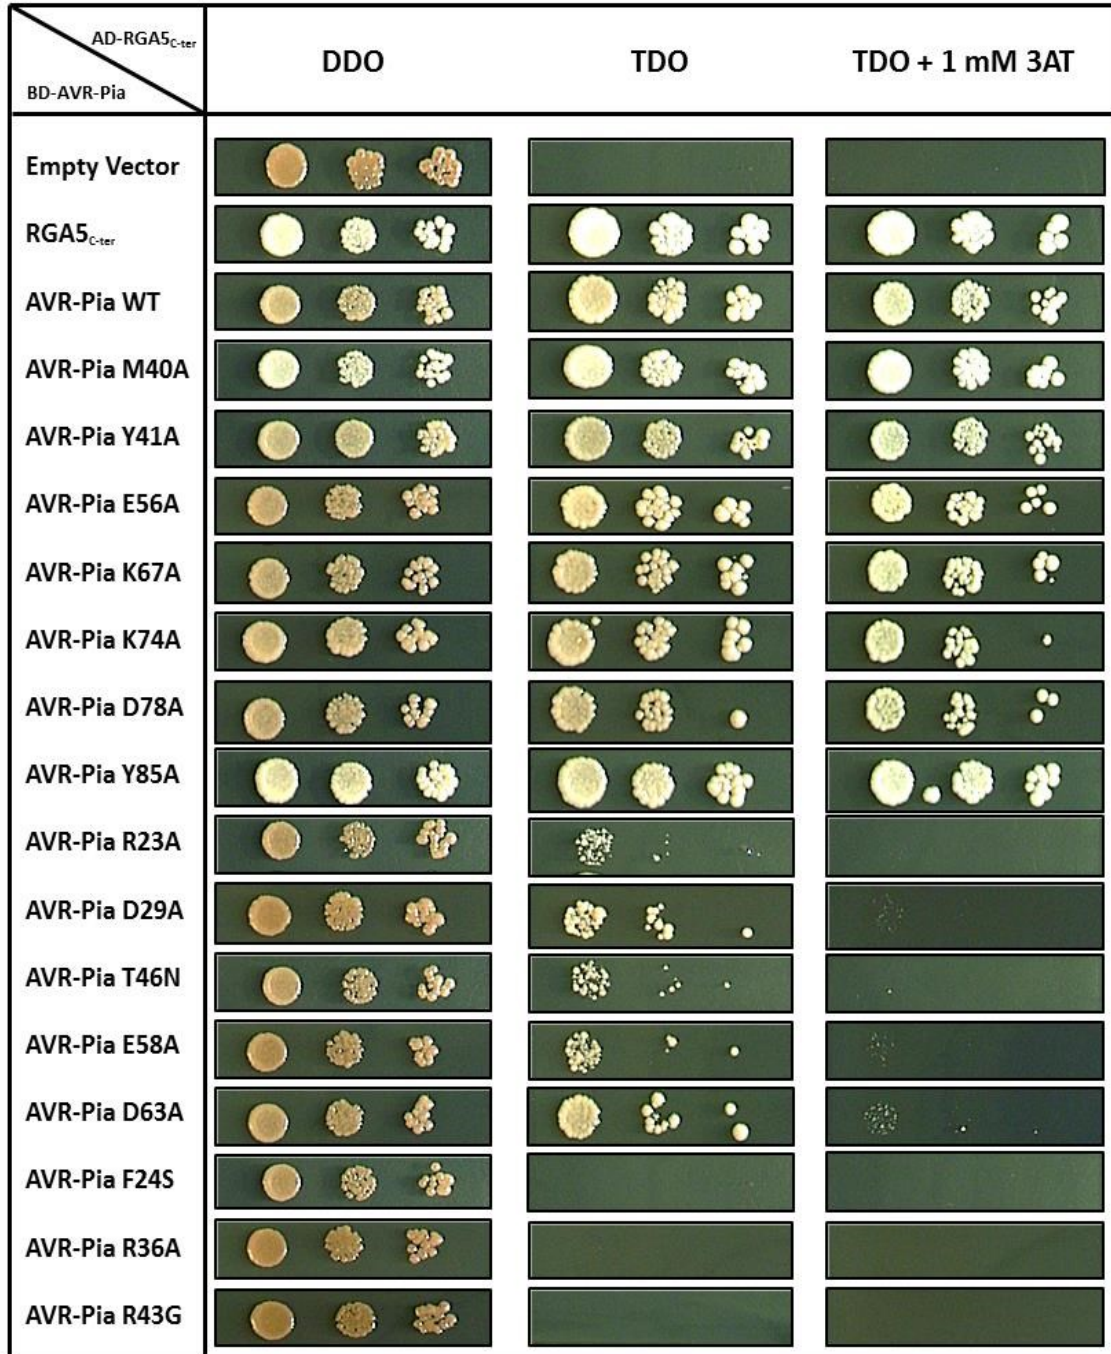 AD-RGA5C-ter
BD-AVR-Pia
DDO
TDO
TDO + 1 mM 3AT
Empty Vector
RGA5C-ter
AVR-Pia WT
AVR-Pia M40A
AVR-Pia Y41A
AVR-Pia E56A
AVR-Pia K67A
AVR-Pia K74A
AVR-Pia D78A
AVR-Pia Y85A
AVR-Pia R23A
AVR-Pia D29A
AVR-Pia T46N
AVR-Pia E58A
AVR-Pia D63A
AVR-Pia F24S
AVR-Pia R36A
AVR-Pia R43G